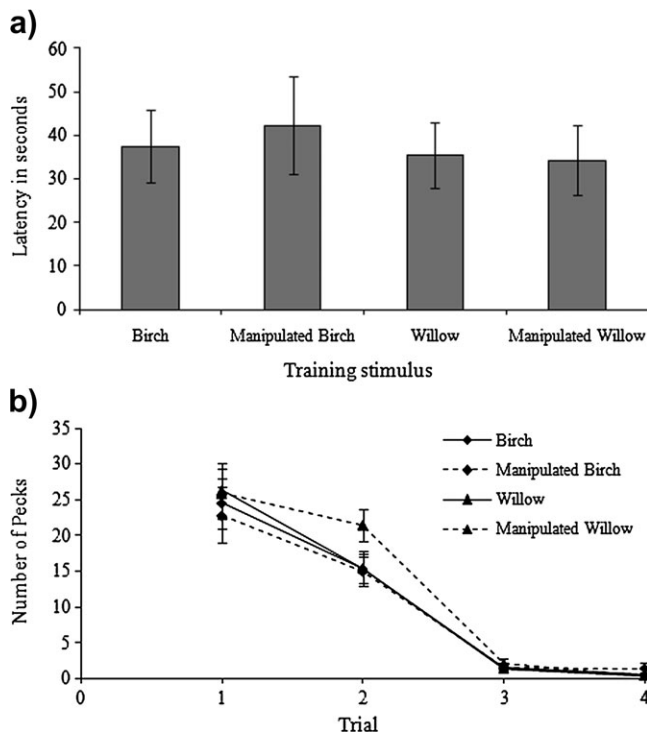 a)
60
50
40
30
20
10
0
Latency in seconds
Birch Manipulated Birch Willow Manipulated Willow
Training stimulus
b)
35
30
25
20
15
10
5
0
Number of Pecks
Birch
Manipulated Birch
Willow
Manipulated Willow
0 1 2 3 4
Trial